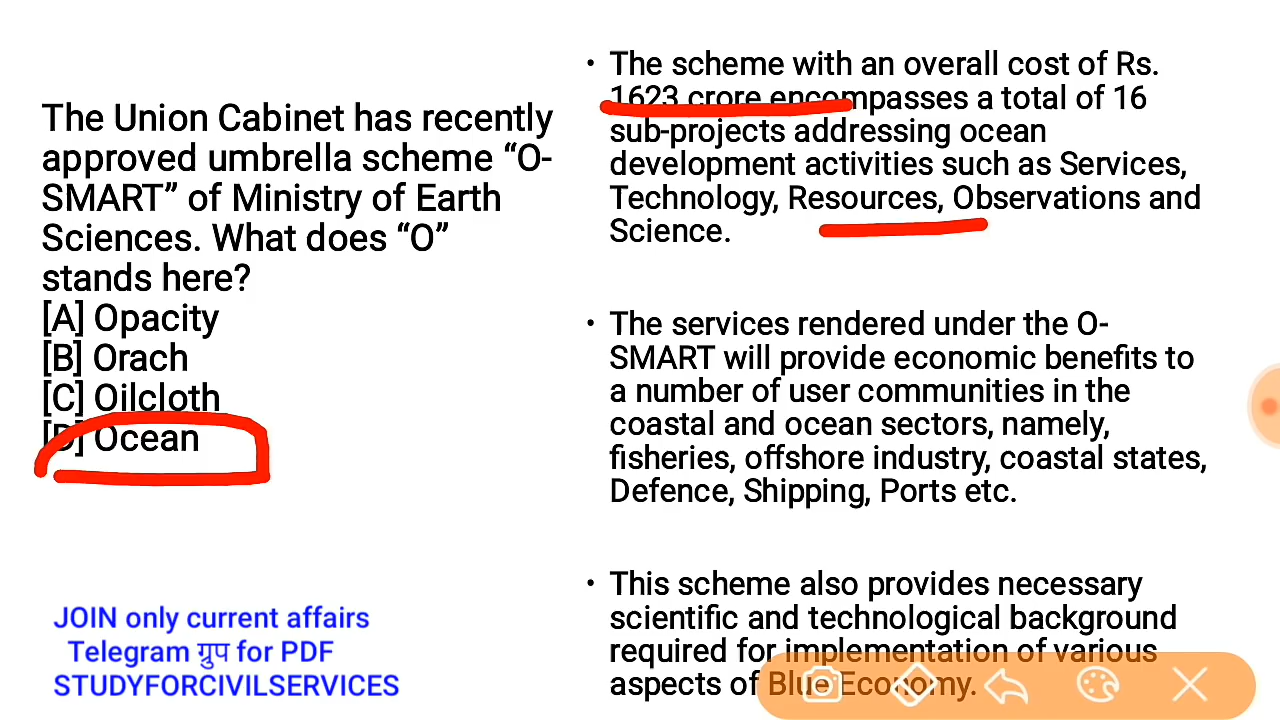 The Union Cabinet has recently
approved umbrella scheme “O-
SMART” of Ministry of Earth
Sciences. What does “O”
stands here?
[A] Opacity
[B] Orach
[C] Oilcloth
[D] Ocean
JOIN only current affairs
Telegram ग्रुप for PDF
STUDYFORCIVILSERVICES
• The scheme with an overall cost of Rs.
1623 crore encompasses a total of 16
sub-projects addressing ocean
development activities such as Services,
Technology, Resources, Observations and
Science.
• The services rendered under the O-
SMART will provide economic benefits to
a number of user communities in the
coastal and ocean sectors, namely,
fisheries, offshore industry, coastal states,
Defence, Shipping, Ports etc.
• This scheme also provides necessary
scientific and technological background
required for implementation of various
aspects of Blue Economy.